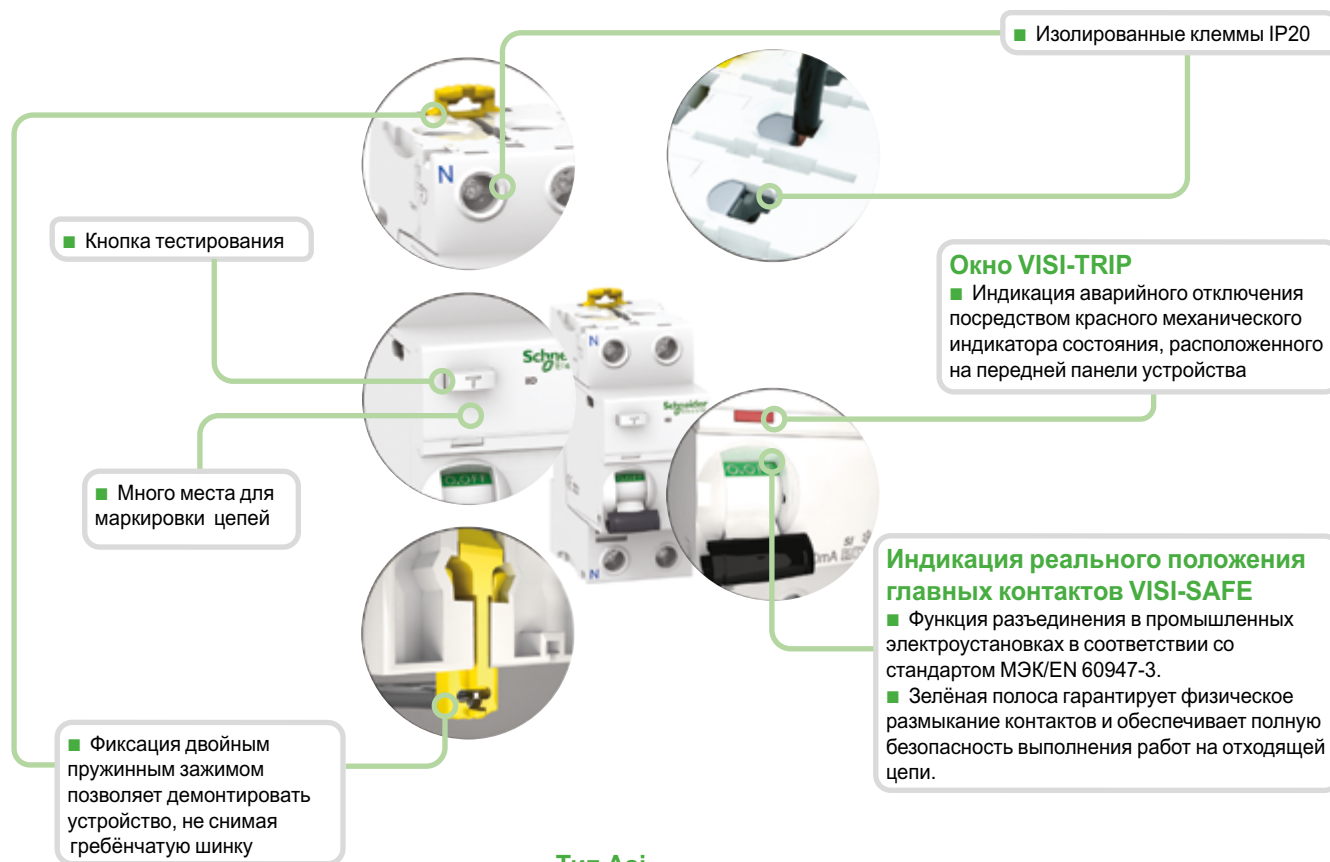 ■ Изолированные клеммы IP20
N
■ Кнопка тестирования
Окно VISI-TRIP
■ Индикация аварийного отключения
посредством красного механического
индикатора состояния, расположенного
на передней панели устройства
Schne
T
N
Schneider
T
O.OFF
O.OFF
■ Много места для
маркировки цепей
N
Индикация реального положения
главных контактов VISI-SAFE
■ Функция разъединения в промышленных
электроустановках в соответствии со
стандартом МЭК/EN 60947-3.
■ Зелёная полоса гарантирует физическое
размыкание контактов и обеспечивает полную
безопасность выполнения работ на отходящей
цепи.
■ Фиксация двойным
пружинным зажимом
позволяет демонтировать
устройство, не снимая
гребёнчатую шинку